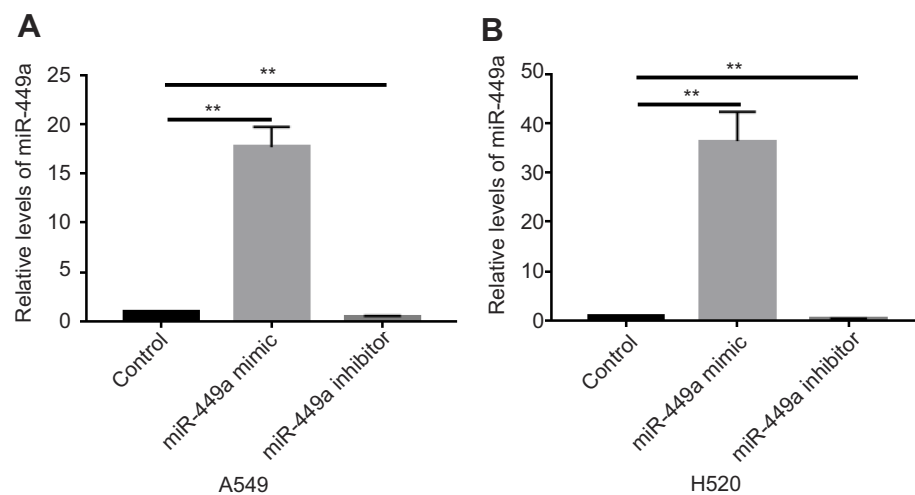 A
Relative levels of miR-449a
25
20
15
10
5
0
**
**
Control
miR-449a mimic
miR-449a inhibitor
A549
B
Relative levels of miR-449a
50
40
30
20
10
0
**
**
Control
miR-449a mimic
miR-449a inhibitor
H520